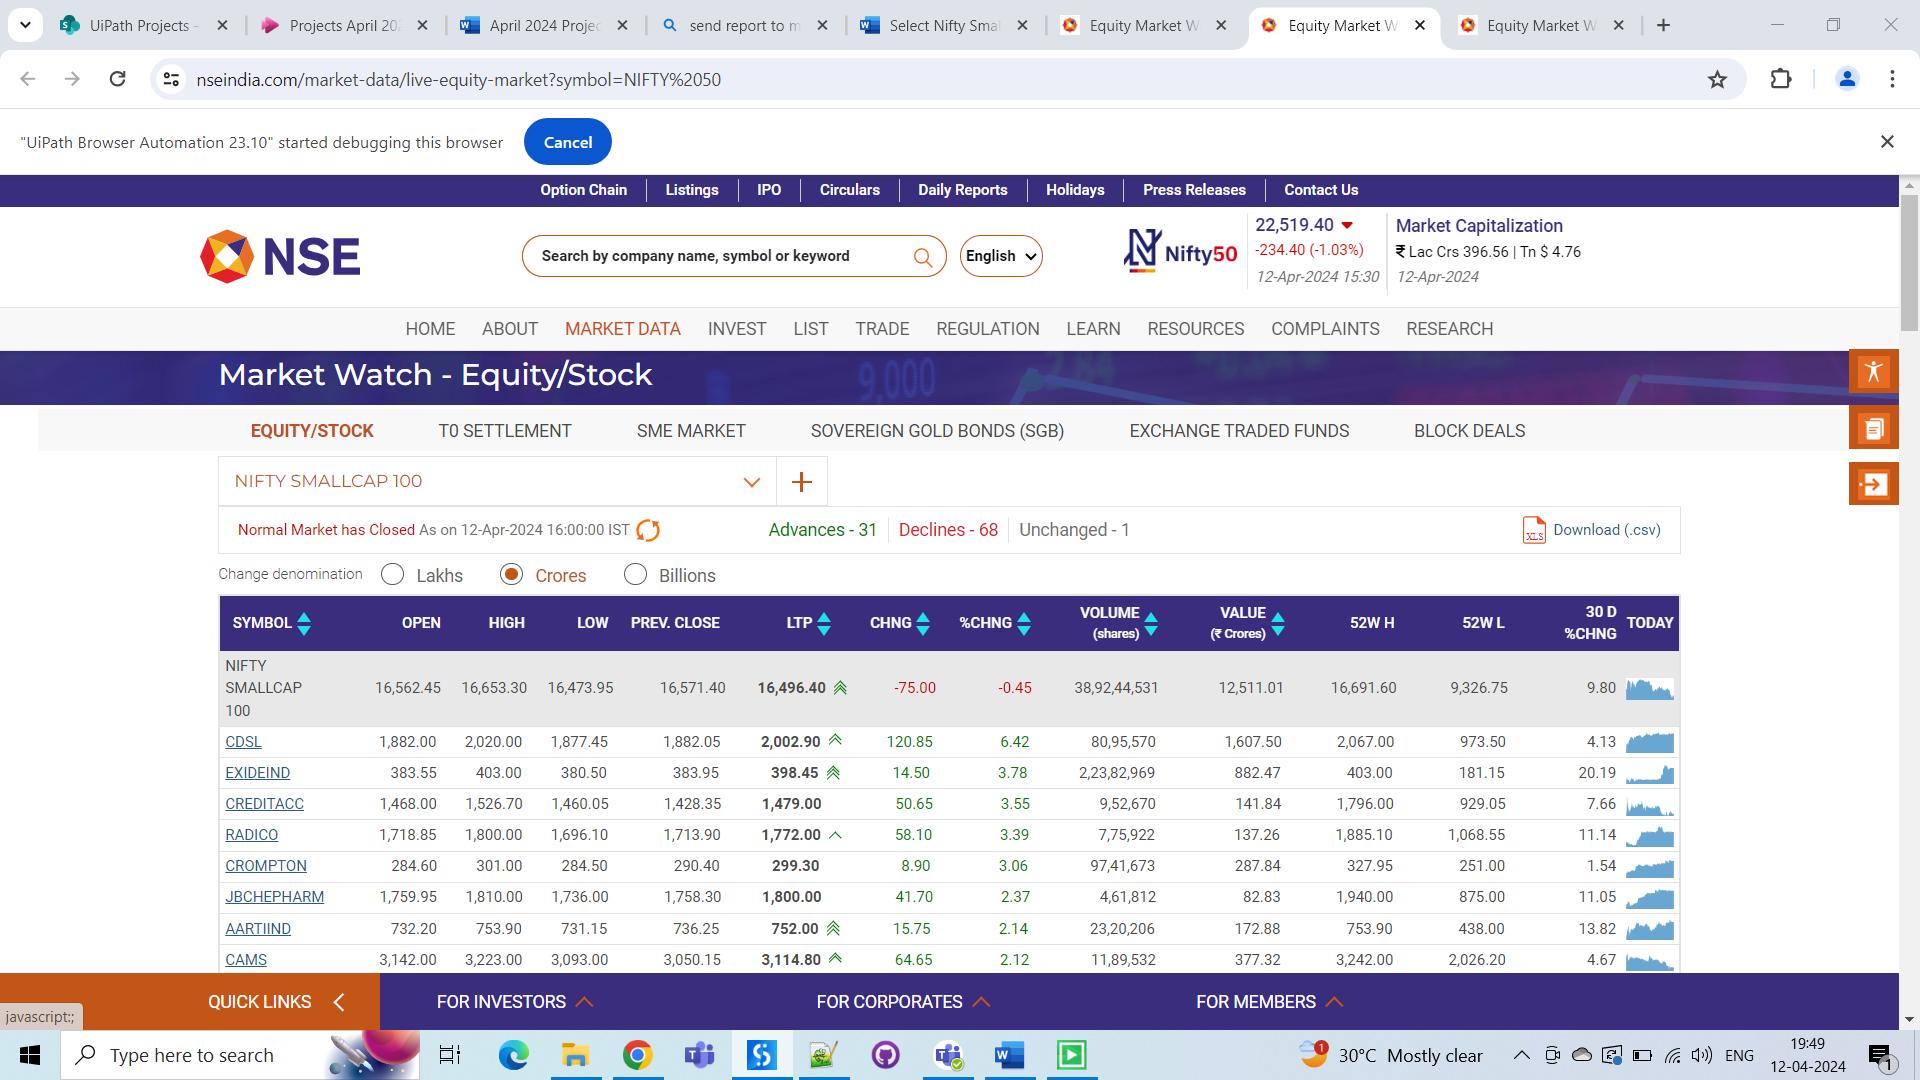 UiPath Projects -
Projects April 202
April 2024 Projec
send report to m
Select Nifty Smal
Equity Market W
Equity Market W
Equity Market W
nseindia.com/market-data/live-equity-market?symbol=NIFTY%2050
"UiPath Browser Automation 23.10" started debugging this browser
Cancel
Option Chain
Listings
IPO
Circulars
Daily Reports
Holidays
Press Releases
Contact Us
NSE
Search by company name, symbol or keyword
English
Nifty50
22,519.40
-234.40 (-1.03%)
12-Apr-2024 15:30
Market Capitalization
₹ Lac Crs 396.56 | Tn $ 4.76
12-Apr-2024
HOME ABOUT MARKET DATA INVEST LIST TRADE REGULATION LEARN RESOURCES COMPLAINTS RESEARCH
Market Watch - Equity/Stock
9,000
2.84
EQUITY/STOCK T0 SETTLEMENT SME MARKET SOVEREIGN GOLD BONDS (SGB) EXCHANGE TRADED FUNDS BLOCK DEALS
NIFTY SMALLCAP 100
Normal Market has Closed As on 12-Apr-2024 16:00:00 IST
Advances - 31
Declines - 68
Unchanged - 1
XLS
Download (.csv)
Change denomination Lakhs Crores Billions
SYMBOL OPEN HIGH LOW PREV. CLOSE LTP CHNG %CHNG VOLUME (shares) VALUE (₹ Crores) 52W H 52W L 30 D %CHNG TODAY
NIFTY SMALLCAP 100 16,562.45 16,653.30 16,473.95 16,571.40 16,496.40 -75.00 -0.45 38,92,44,531 12,511.01 16,691.60 9,326.75 9.80
CDSL 1,882.00 2,020.00 1,877.45 1,882.05 2,002.90 120.85 6.42 80,95,570 1,607.50 2,067.00 973.50 4.13
EXIDEIND 383.55 403.00 380.50 383.95 398.45 14.50 3.78 2,23,82,969 882.47 403.00 181.15 20.19
CREDITACC 1,468.00 1,526.70 1,460.05 1,428.35 1,479.00 50.65 3.55 9,52,670 141.84 1,796.00 929.05 7.66
RADICO 1,718.85 1,800.00 1,696.10 1,713.90 1,772.00 58.10 3.39 7,75,922 137.26 1,885.10 1,068.55 11.14
CROMPTON 284.60 301.00 284.50 290.40 299.30 8.90 3.06 97,41,673 287.84 327.95 251.00 1.54
JBCHEPHARM 1,759.95 1,810.00 1,736.00 1,758.30 1,800.00 41.70 2.37 4,61,812 82.83 1,940.00 875.00 11.05
AARTIIND 732.20 753.90 731.15 736.25 752.00 15.75 2.14 23,20,206 172.88 753.90 438.00 13.82
CAMS 3,142.00 3,223.00 3,093.00 3,050.15 3,114.80 64.65 2.12 11,89,532 377.32 3,242.00 2,026.20 4.67
QUICK LINKS
FOR INVESTORS
FOR CORPORATES
FOR MEMBERS
javascript:;
Type here to search
1
30°C Mostly clear
ENG
19:49
12-04-2024
1